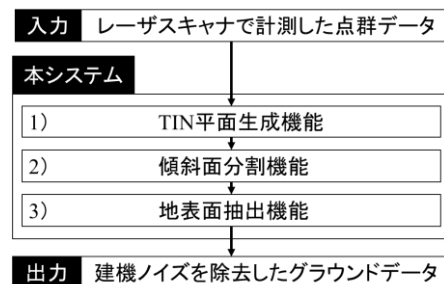 入力 レーザスキャナで計測した点群データ
本システム
1) TIN平面生成機能
2) 傾斜面分割機能
3) 地表面抽出機能
出力 建機ノイズを除去したグラウンドデータ